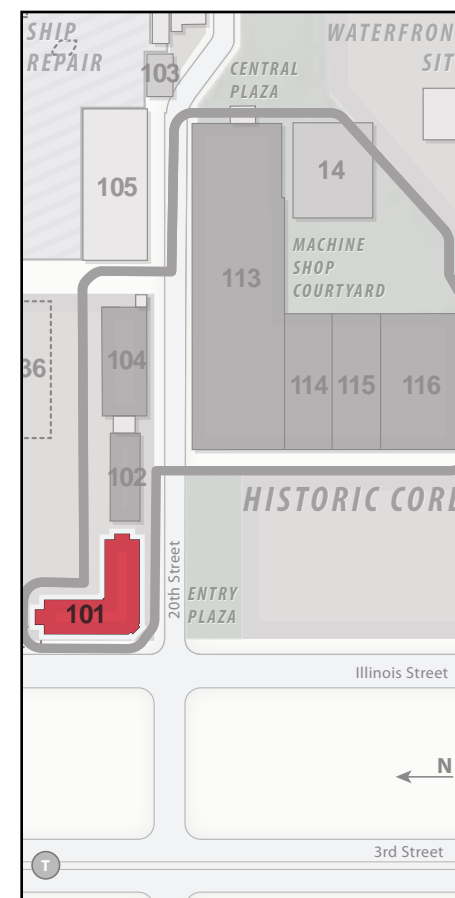 SHIP
REPAIR
WATERFRON
SIT
103
CENTRAL
PLAZA
105
14
113
MACHINE
SHOP
COURTYARD
36
104
114 115 116
102
HISTORIC CORE
20th Street
ENTRY
PLAZA
101
Illinois Street
N
3rd Street
T